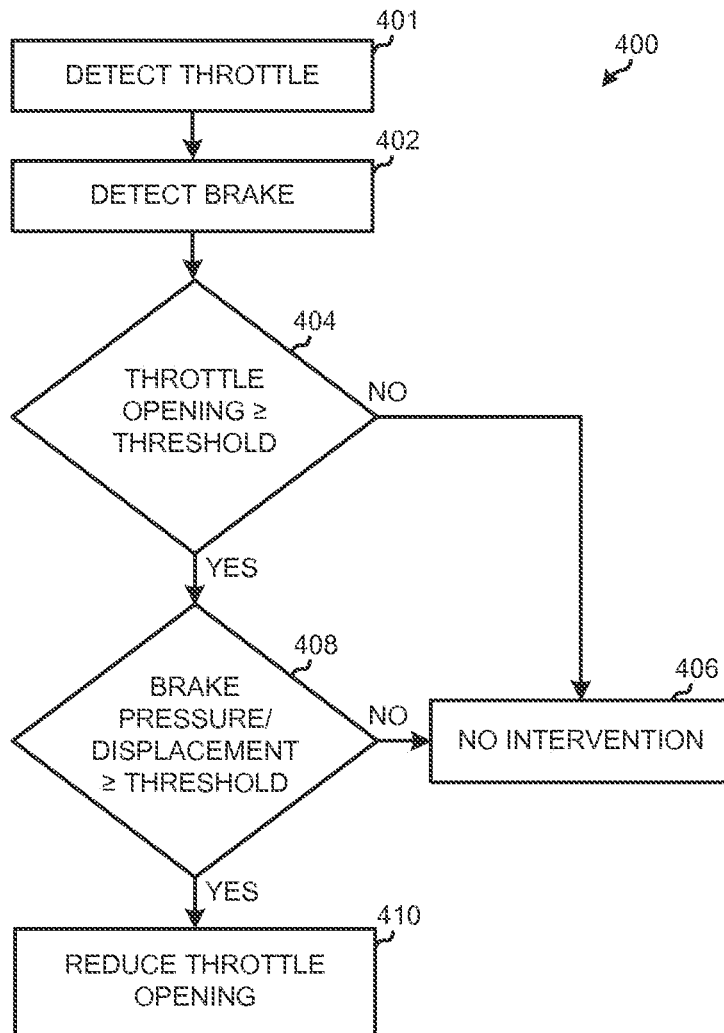 401
400
DETECT THROTTLE
402
DETECT BRAKE
404
THROTTLE
OPENING ≥
THRESHOLD
NO
YES
408
BRAKE
PRESSURE/
DISPLACEMENT
≥ THRESHOLD
NO
406
NO INTERVENTION
YES
410
REDUCE THROTTLE
OPENING